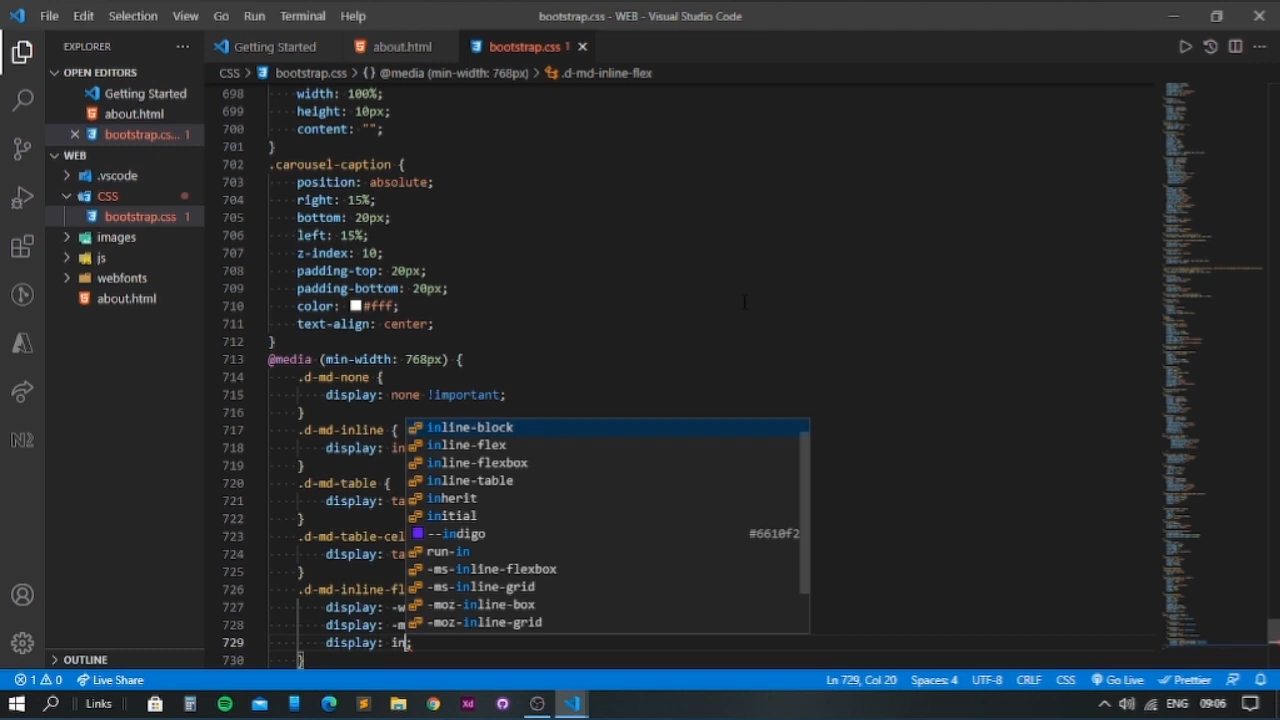 File Edit Selection View Go Run Terminal Help bootstrap.css - WEB - Visual Studio Code
EXPLORER
Getting Started about.html bootstrap.css 1
OPEN EDITORS
Getting Started
about.html
bootstrap.cs... 1
WEB
.vscode
CSS
bootstrap.css 1
images
js
webfonts
about.html
OUTLINE
CSS > bootstrap.css > {} @media (min-width: 768px) > .d-md-inline-flex
698 width: 100%;
699 height: 10px;
700 content: "";
701 }
702 .carousel-caption {
703 position: absolute;
704 right: 15%;
705 bottom: 20px;
706 left: 15%;
707 z-index: 10;
708 padding-top: 20px;
709 padding-bottom: 20px;
710 color: #fff;
711 text-align: center;
712 }
713 @media (min-width: 768px) {
714 .d-md-none {
715 display: none !important;
716 }
717 .d-md-inline {
718 display: in
719 }
720 .d-md-table {
721 display: ta
722 }
723 .d-md-table-cel
724 display: ta
725 }
726 .d-md-inline-fl
727 display: -w
728 display: -m
729 display: in;
730 }
inline-block
inline-flex
inline-flexbox
inline-table
inherit
initial
--indigo #6610f2
run-in
-ms-inline-flexbox
-ms-inline-grid
-moz-inline-box
-moz-inline-grid
1 0 Live Share Ln 729, Col 20 Spaces: 4 UTF-8 CRLF CSS Go Live Prettier
Links ENG 09:06